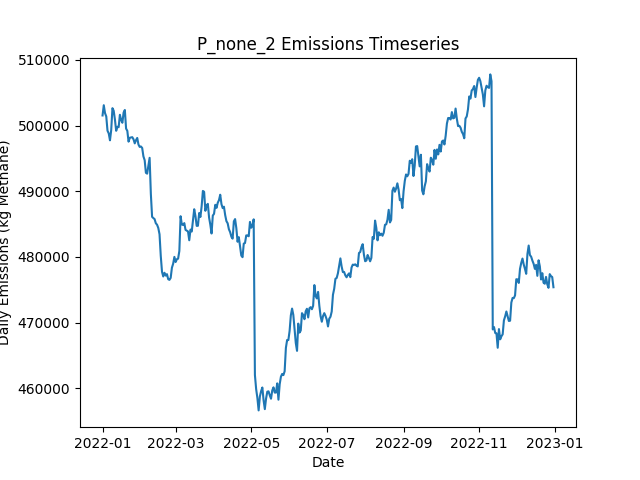 P_none_2 Emissions Timeseries
Daily Emissions (kg Methane)
510000
500000
490000
480000
470000
460000
2022-01 2022-03 2022-05 2022-07 2022-09 2022-11 2023-01
Date